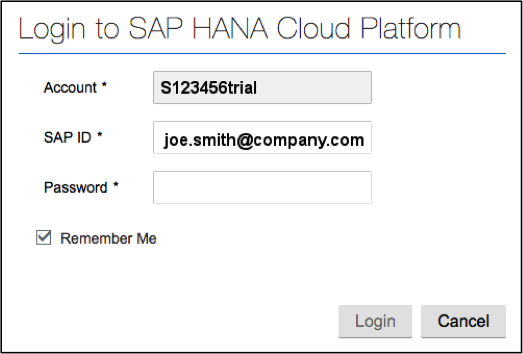 Login to SAP HANA Cloud Platform
Account * S123456trial
SAP ID * joe.smith@company.com
Password *
Remember Me
Login Cancel